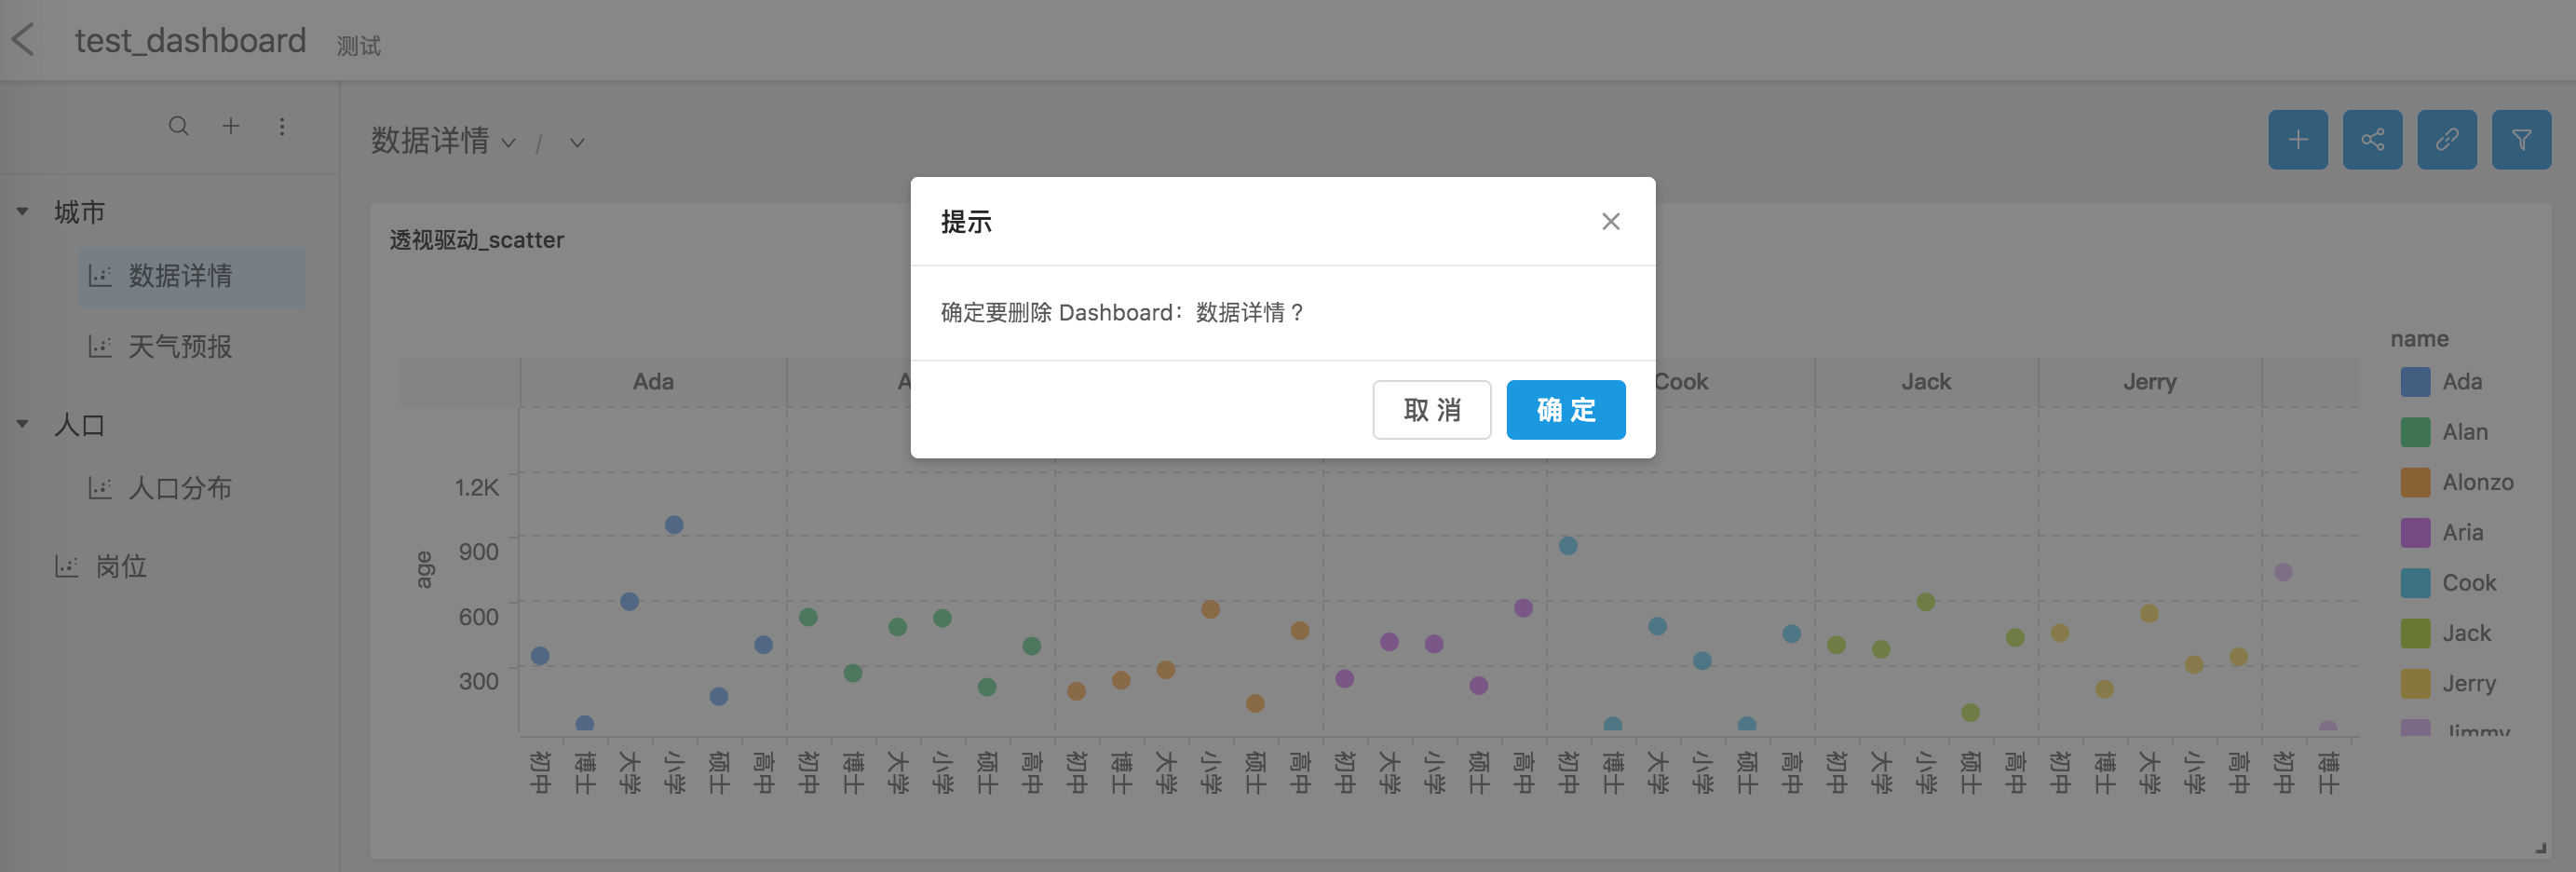 test_dashboard 测试
数据详情 /
城市
数据详情
天气预报
人口
人口分布
岗位
透视驱动_scatter
提示
确定要删除 Dashboard：数据详情？
取 消 确 定
Ada Cook Jack Jerry
name
Ada
Alan
Alonzo
Aria
Cook
Jack
Jerry
Jimmy
age
1.2K
900
600
300
初中 博士 大学 小学 硕士 高中 初中 博士 大学 小学 硕士 高中 初中 博士 大学 小学 硕士 高中 初中 大学 小学 硕士 高中 初中 博士 大学 小学 硕士 高中 初中 大学 小学 硕士 高中 初中 博士 大学 小学 高中 初中 博士